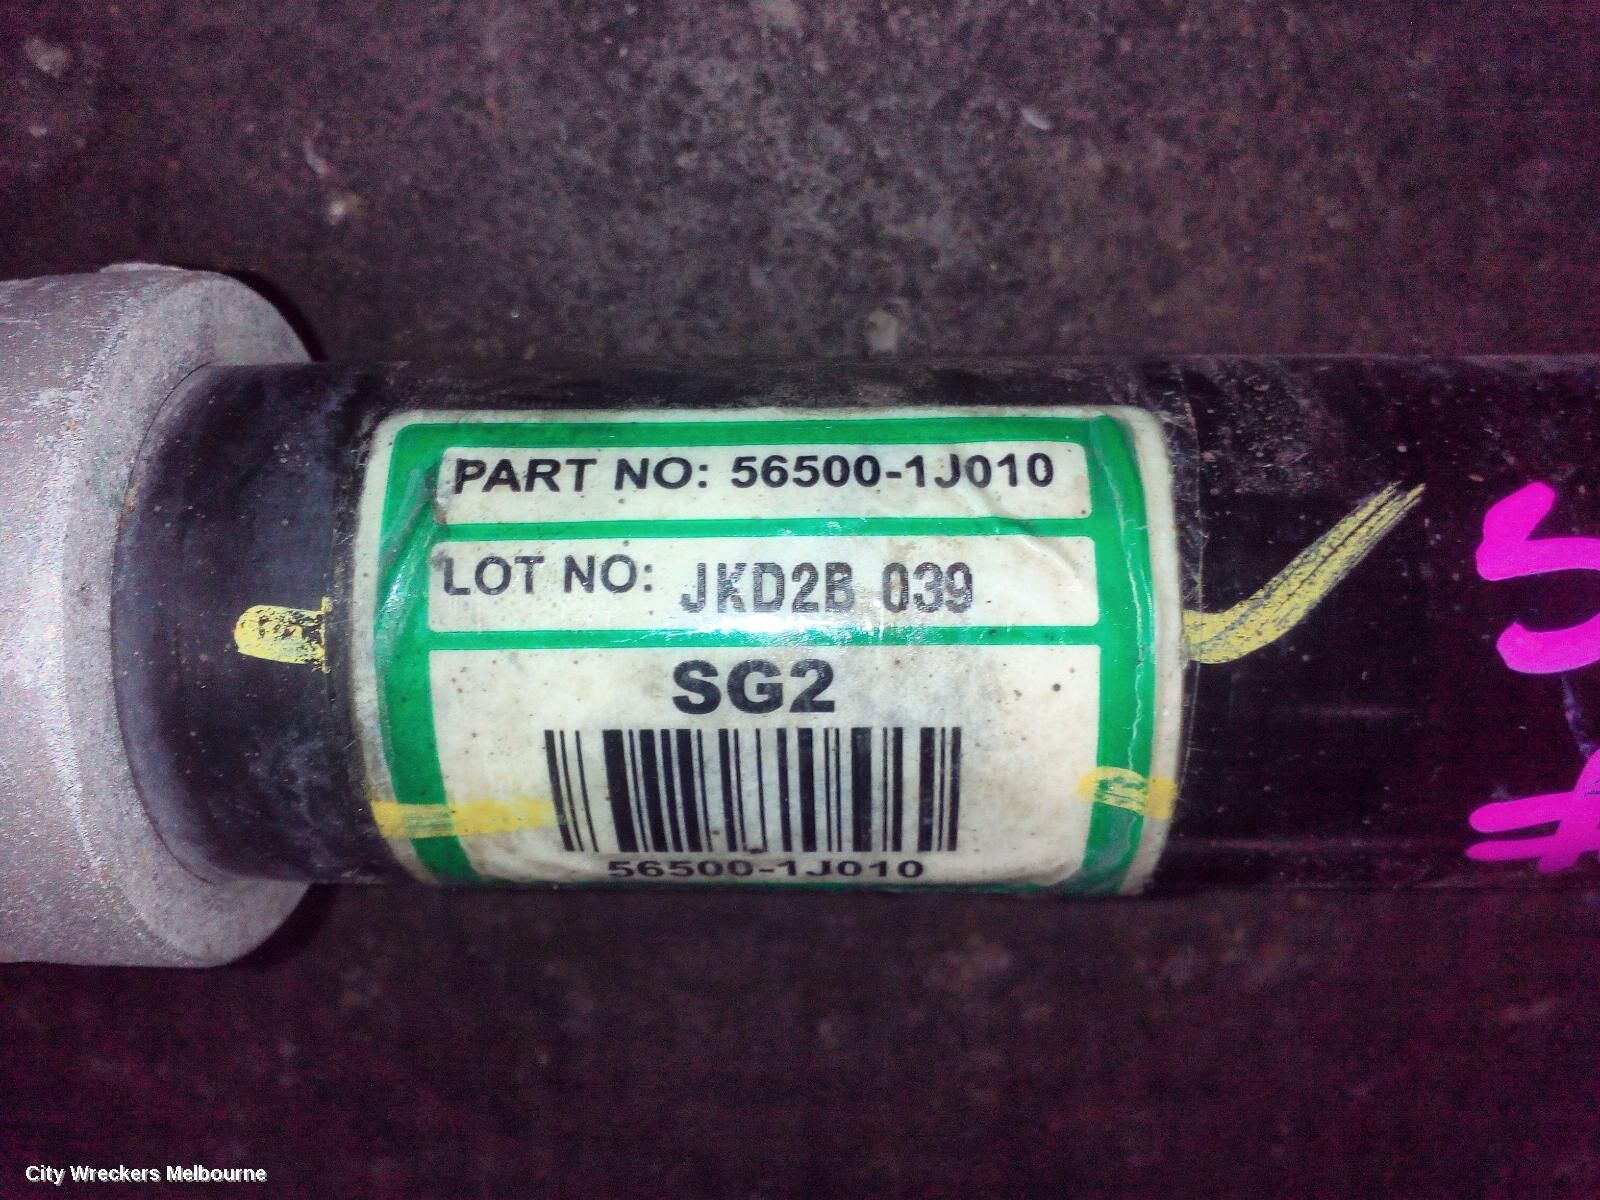 PART NO: 56500-1J010
LOT NO: JKD2B 039
SG2
56500-1J010
City Wreckers Melbourne